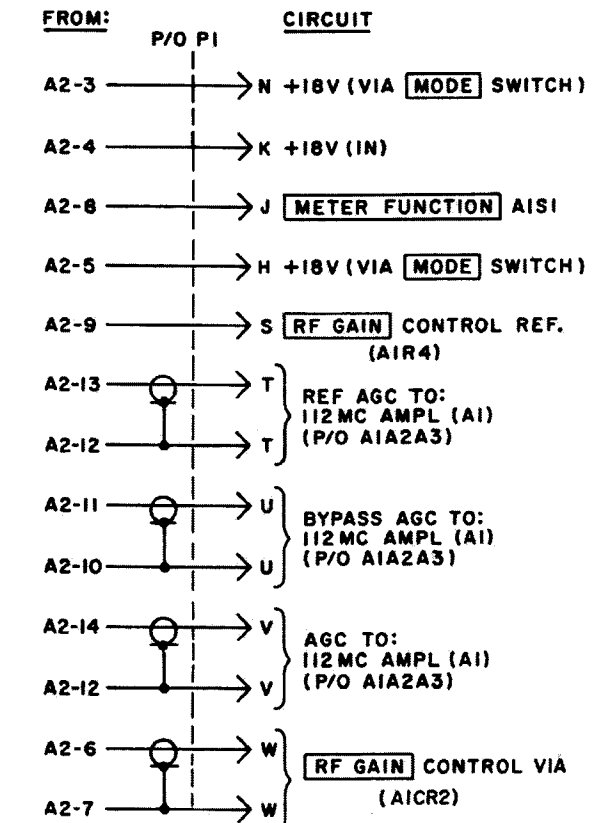 FROM: CIRCUIT
P/O P1
A2-3 N +18V (VIA MODE SWITCH)
A2-4 K +18V (IN)
A2-8 J METER FUNCTION A1S1
A2-5 H +18V (VIA MODE SWITCH)
A2-9 S RF GAIN CONTROL REF.
(A1R4)
A2-13 T
REF AGC TO:
112MC AMPL (A1)
(P/O A1A2A3)
A2-12 T
A2-11 U
BYPASS AGC TO:
112MC AMPL (A1)
(P/O A1A2A3)
A2-10 U
A2-14 V
AGC TO:
112MC AMPL (A1)
(P/O A1A2A3)
A2-12 V
A2-6 W
RF GAIN CONTROL VIA
(A1CR2)
A2-7 W